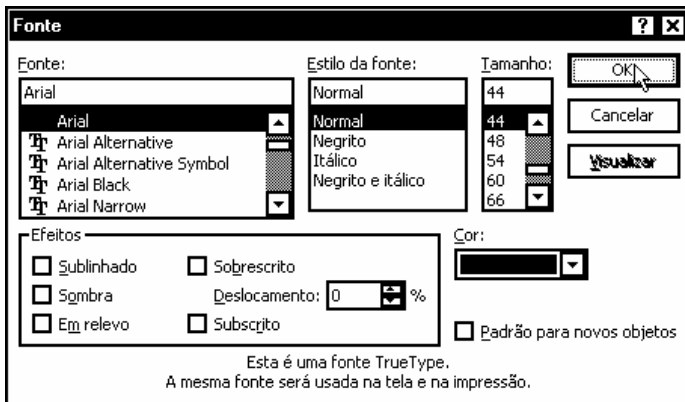 Fonte
Fonte:
Estilo da fonte:
Tamanho:
Arial
Normal
44
OK
Arial
Arial Alternative
Arial Alternative Symbol
Arial Black
Arial Narrow
Normal
Negrito
Itálico
Negrito e itálico
44
48
54
60
66
Cancelar
Visualizar
Efeitos
Sublinhado
Sobrescrito
Sombra
Deslocamento: 0 %
Em relevo
Subscrito
Cor:
Padrão para novos objetos
Esta é uma fonte TrueType.
A mesma fonte será usada na tela e na impressão.